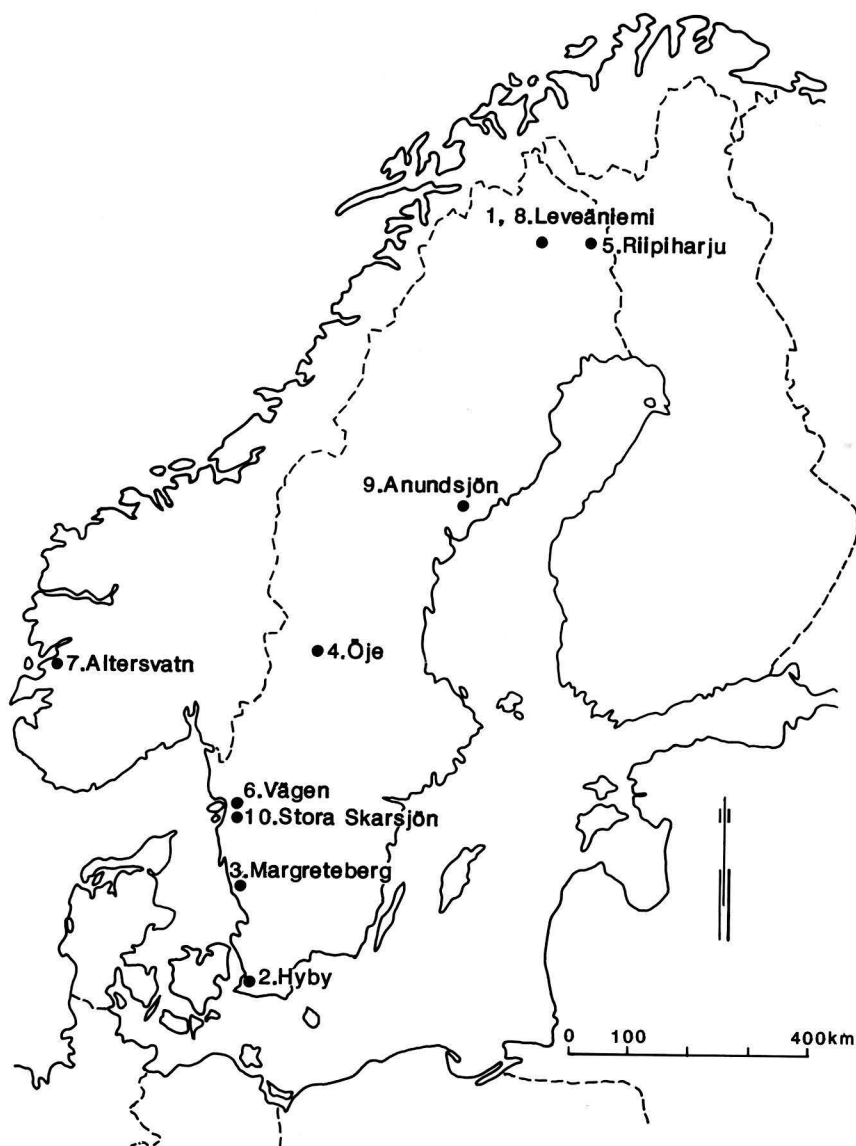 1, 8.Leveäniemi
5.Riipiharju
9.Anundsjön
4.Öje
7.Altersvatn
6.Vägen
10.Stora Skarsjön
3.Margreteberg
2.Hyby
0 100 400km